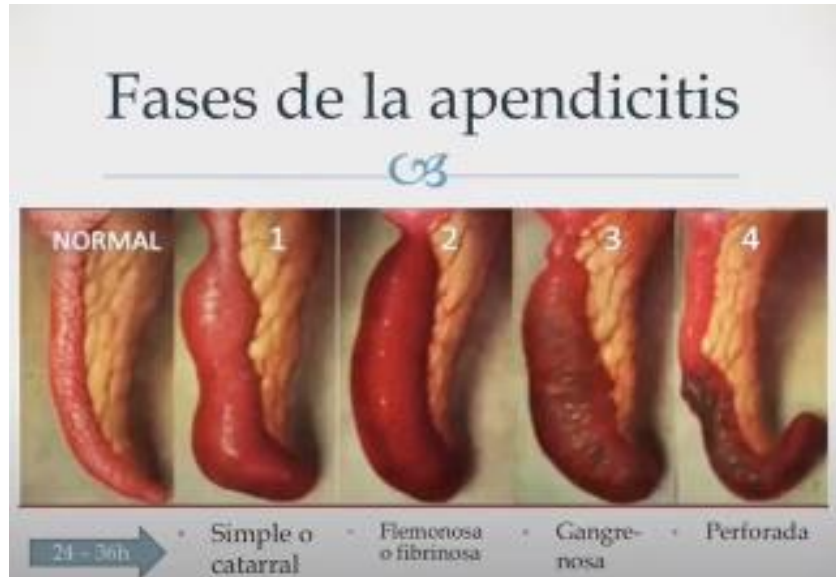 Fases de la apendicitis
NORMAL
1
2
3
4
24 – 36h
• Simple o
catarral
• Flemonosa
o fibrinosa
• Gangre-
nosa
• Perforada